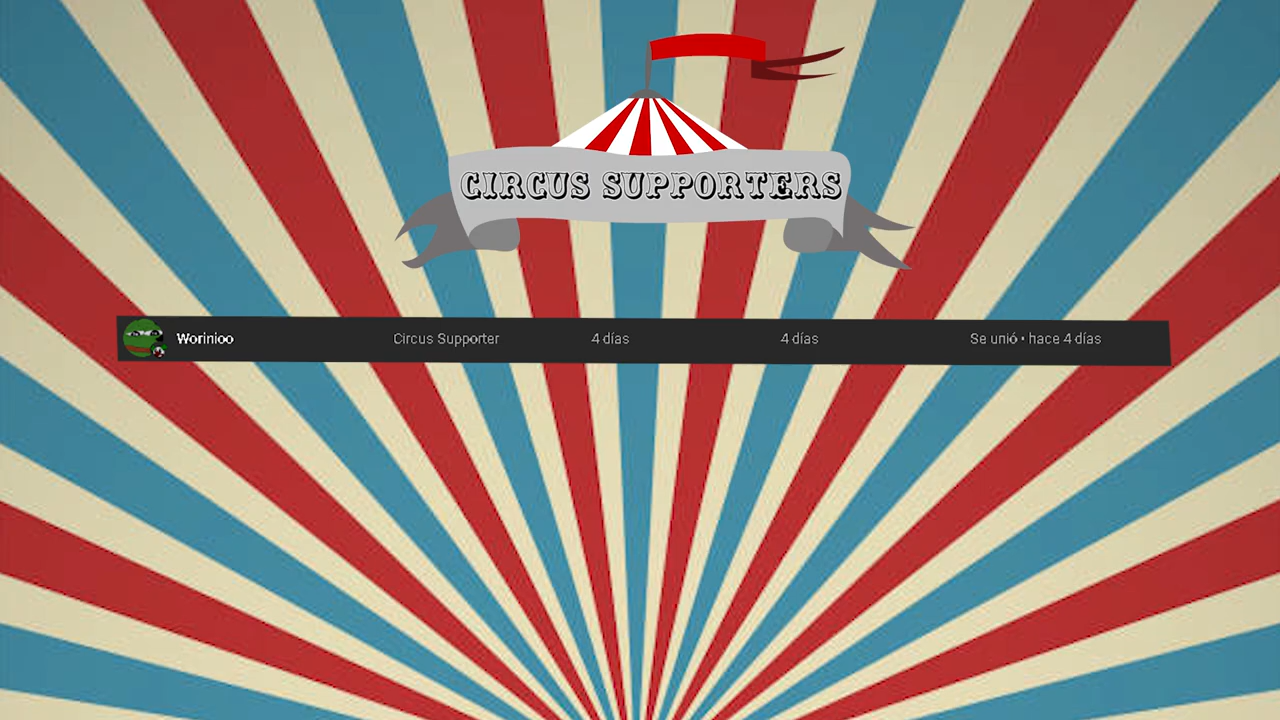 CIRCUS SUPPORTERS
Worinioo Circus Supporter 4 días 4 días Se unió • hace 4 días